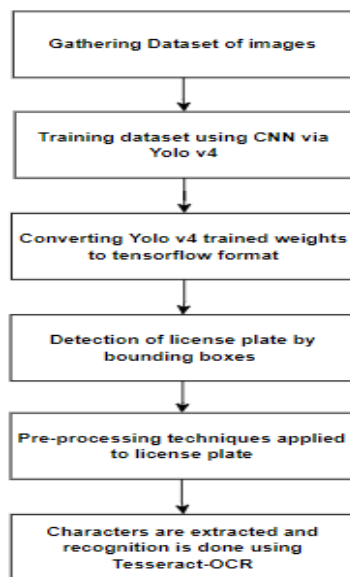 Gathering Dataset of images
Training dataset using CNN via
Yolo v4
Converting Yolo v4 trained weights
to tensorflow format
Detection of license plate by
bounding boxes
Pre-processing techniques applied
to license plate
Characters are extracted and
recognition is done using
Tesseract-OCR